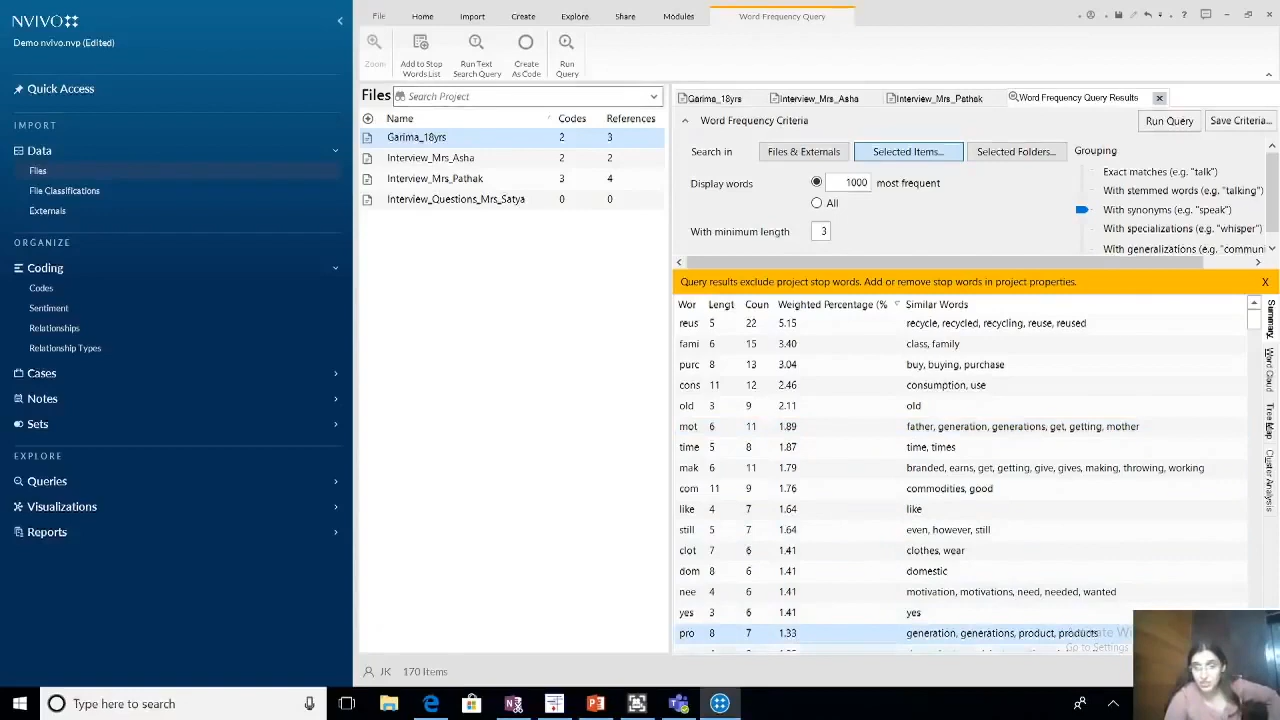 NVIVO
Demo nvivo.nvp (Edited)
Quick Access
IMPORT
Data
Files
File Classifications
Externals
ORGANIZE
Coding
Codes
Sentiment
Relationships
Relationship Types
Cases
Notes
Sets
EXPLORE
Queries
Visualizations
Reports
File Home Import Create Explore Share Modules Word Frequency Query
Zoom
Add to Stop Words List
Run Text Search Query
Create As Code
Run Query
Files Search Project
Name Codes References
Garima_18yrs 2 3
Interview_Mrs_Asha 2 2
Interview_Mrs_Pathak 3 4
Interview_Questions_Mrs_Satya 0 0
Garima_18yrs Interview_Mrs_Asha Interview_Mrs_Pathak Word Frequency Query Results
Word Frequency Criteria Run Query Save Criteria...
Search in Files & Externals Selected Items... Selected Folders... Grouping
Display words 1000 most frequent
All
With minimum length 3
Exact matches (e.g. "talk")
With stemmed words (e.g. "talking)
With synonyms (e.g. "speak")
With specializations (e.g. "whisper")
With generalizations (e.g. "commun
Query results exclude project stop words. Add or remove stop words in project properties. X
Wor Lengt Coun Weighted Percentage (% Similar Words
reus 5 22 5.15 recycle, recycled, recycling, reuse, reused
fami 6 15 3.40 class, family
purc 8 13 3.04 buy, buying, purchase
cons 11 12 2.46 consumption, use
old 3 9 2.11 old
mot 6 11 1.89 father, generation, generations, get, getting, mother
time 5 8 1.87 time, times
mak 6 11 1.79 branded, earns, get, getting, give, gives, making, throwing, working
com 11 9 1.76 commodities, good
like 4 7 1.64 like
still 5 7 1.64 even, however, still
clot 7 6 1.41 clothes, wear
dom 8 6 1.41 domestic
nee 4 6 1.41 motivation, motivations, need, needed, wanted
yes 3 6 1.41 yes
pro 8 7 1.33 generation, generations, product, products
Go to Settings
Summary
Word Cloud
Tree Map
Cluster Analysis
JK 170 Items
Type here to search